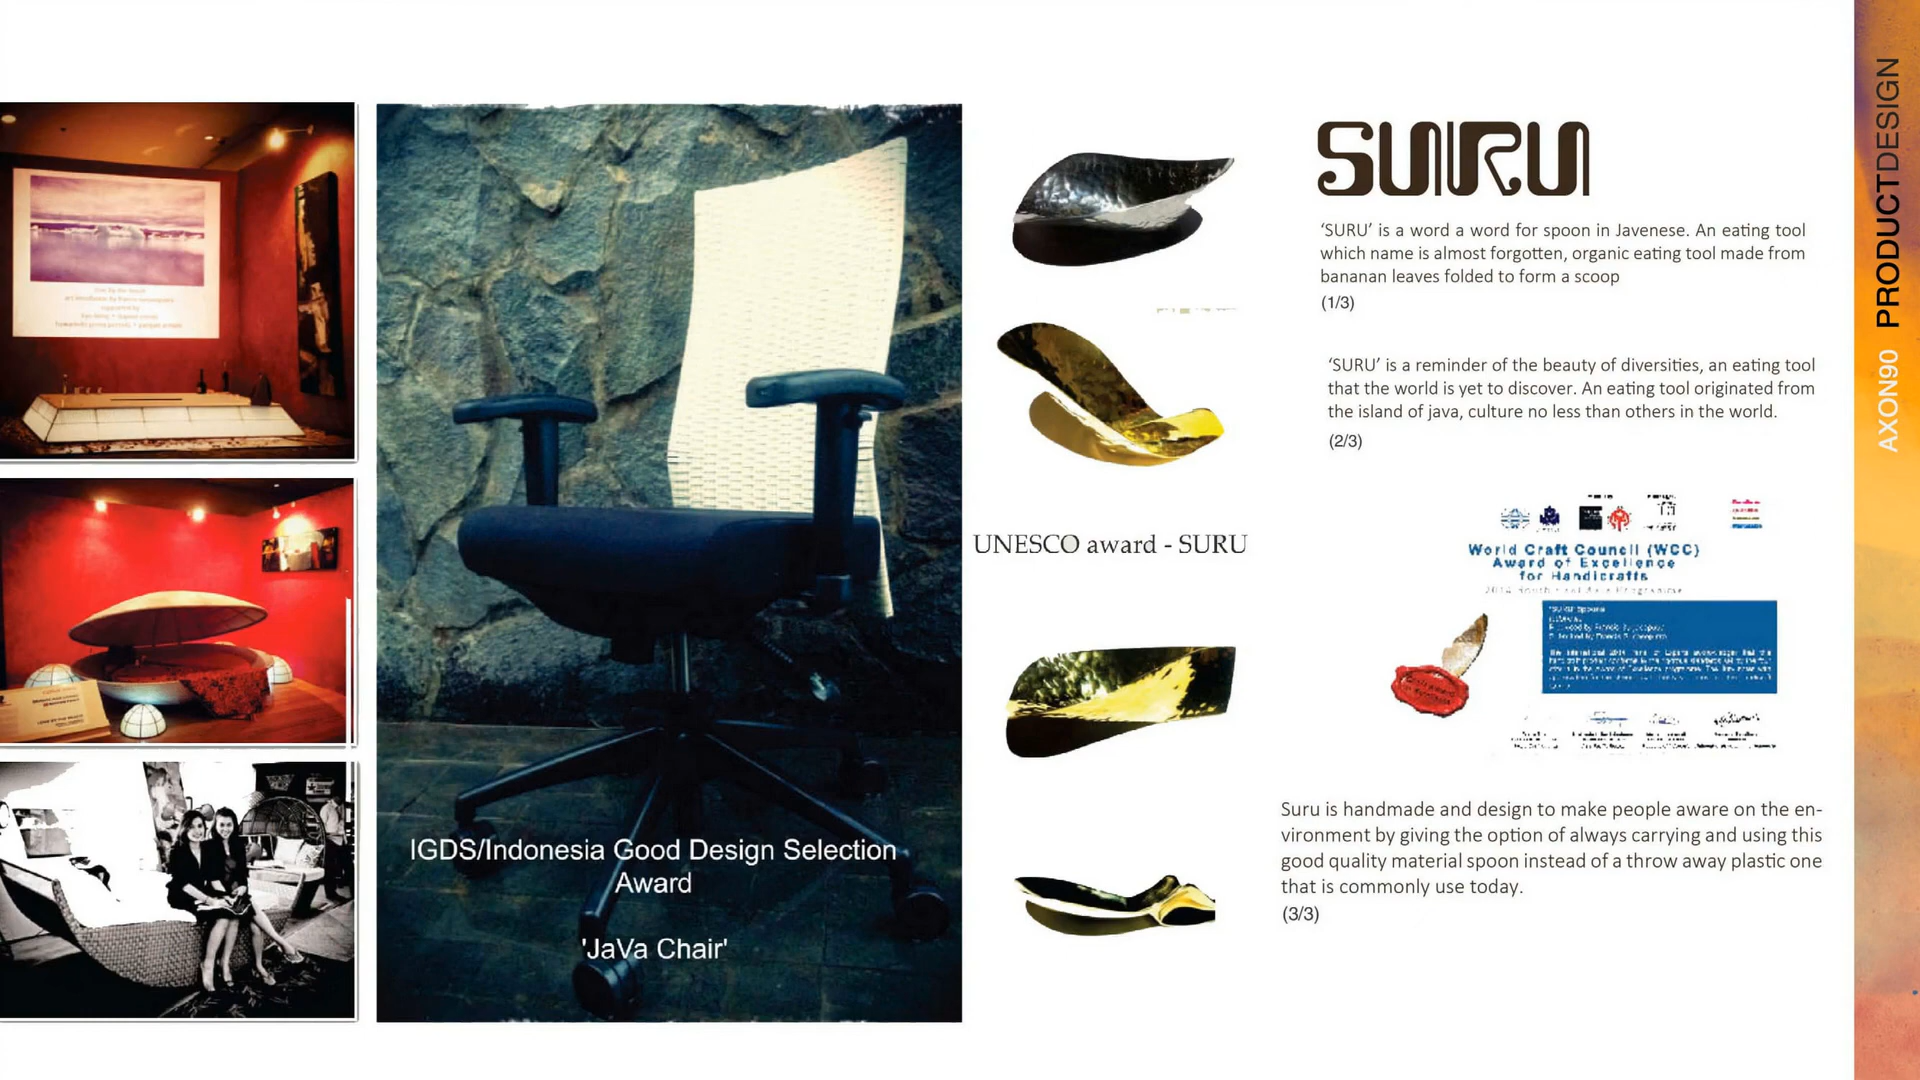 IGDS/Indonesia Good Design Selection
Award
'JaVa Chair'
UNESCO award - SURU
SURU
‘SURU’ is a word a word for spoon in Javenese. An eating tool
which name is almost forgotten, organic eating tool made from
bananan leaves folded to form a scoop
(1/3)
‘SURU’ is a reminder of the beauty of diversities, an eating tool
that the world is yet to discover. An eating tool originated from
the island of java, culture no less than others in the world.
(2/3)
World Craft Council (WCC)
Award of Excellence
for Handicrafts
Suru is handmade and design to make people aware on the en-
vironment by giving the option of always carrying and using this
good quality material spoon instead of a throw away plastic one
that is commonly use today.
(3/3)
AXON90 PRODUCTDESIGN